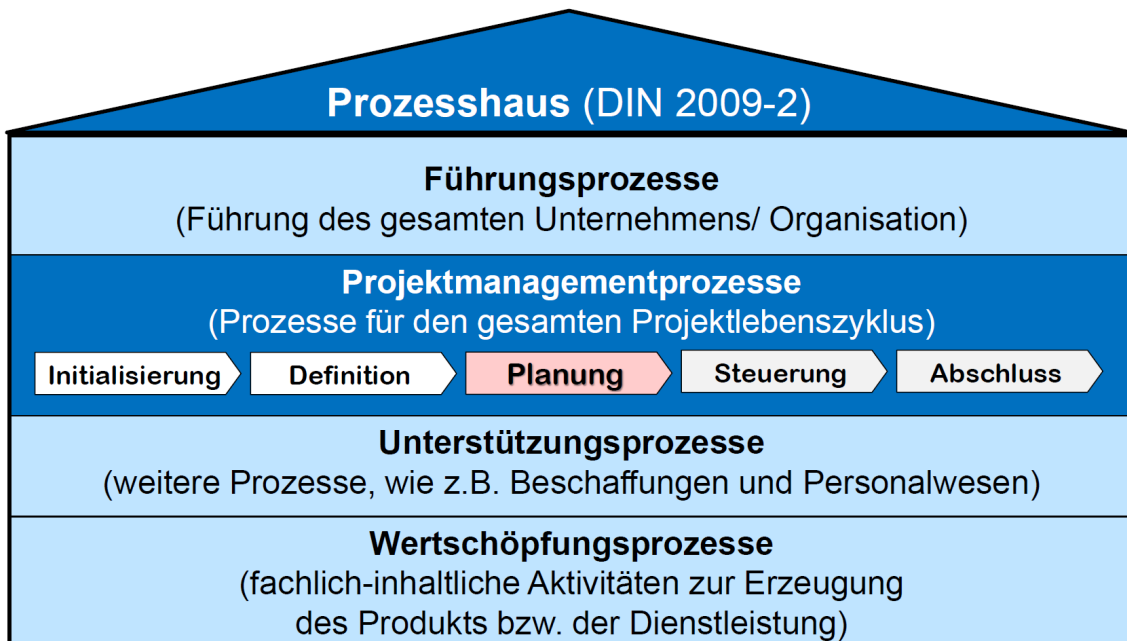 Prozesshaus (DIN 2009-2)
Führungsprozesse
(Führung des gesamten Unternehmens/ Organisation)
Projektmanagementprozesse
(Prozesse für den gesamten Projektlebenszyklus)
Initialisierung Definition Planung Steuerung Abschluss
Unterstützungsprozesse
(weitere Prozesse, wie z.B. Beschaffungen und Personalwesen)
Wertschöpfungsprozesse
(fachlich-inhaltliche Aktivitäten zur Erzeugung
des Produkts bzw. der Dienstleistung)